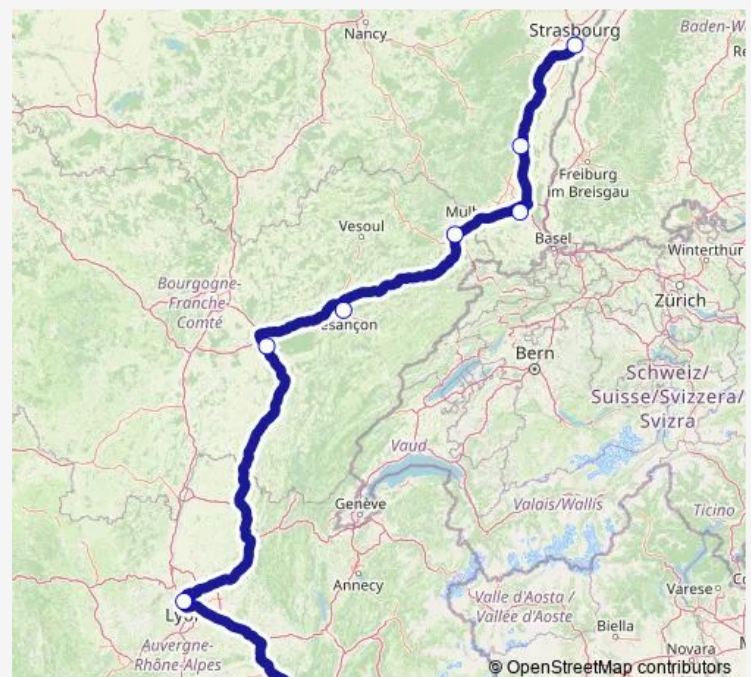 Strasbourg
Nancy
Baden-W
Re
Freiburg
im Breisgau
Mulh
Vesoul
Basel
Winterthur
Bourgogne-
Franche-
Comté
Zürich
esançon
Bern
Schweiz/
Suisse/Svizzera/
Svizra
Vaud
Genève
Valais/Wallis
Ticino
Annecy
Valle d'Aosta /
Vallée d'Aoste
Varese
Co
Lyo
Biella
Auvergne-
Rhône-Alpes
Novara
M
© OpenStreetMap contributors